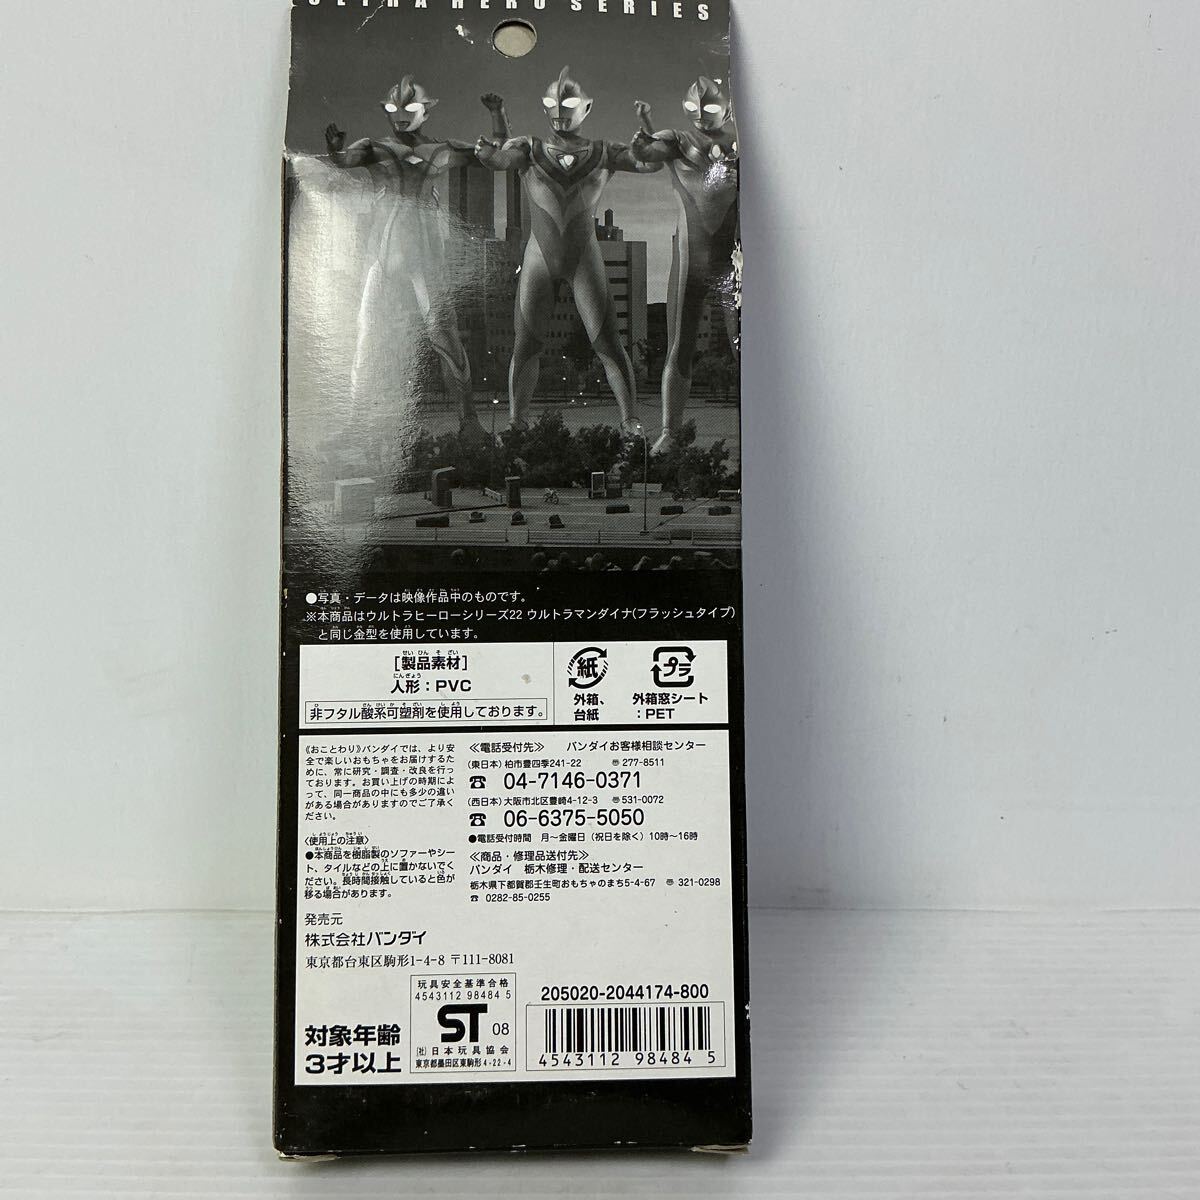 ULTRA HERO SERIES
●写真・データは映像作品中のものです。
※本商品はウルトラヒーローシリーズ22 ウルトラマンダイナ(フラッシュタイプ)
と同じ金型を使用しています。
[製品素材]
人形：PVC
非フタル酸系可塑剤を使用しております。
紙
外箱、
台紙
プラ
外箱窓シート
：PET
《おことわり》バンダイでは、より安
全で楽しいおもちゃをお届けするた
めに、常に研究・調査・改良を行っ
ております。お買い上げの時期によ
って、同一商品の中にも多少の違い
がある場合がありますのでご了承く
ださい。
〈使用上の注意〉
●本商品を樹脂製のソファーやシー
ト、タイルなどの上に置かないでく
ださい。長時間接触していると色が
移る場合があります。
≪電話受付先≫ バンダイお客様相談センター
(東日本) 柏市豊四季241-22 〒277-8511
☎ 04-7146-0371
(西日本) 大阪市北区豊崎4-12-3 〒531-0072
☎ 06-6375-5050
●電話受付時間 月～金曜日 (祝日を除く) 10時～16時
≪商品・修理品送付先≫
バンダイ 栃木修理・配送センター
栃木県下都賀郡壬生町おもちゃのまち5-4-67 〒321-0298
☎ 0282-85-0255
発売元
株式会社バンダイ
東京都台東区駒形1-4-8 〒111-8081
対象年齢
3才以上
玩具安全基準合格
4543112 98484 5
ST 08
(社)日本玩具協会
東京都墨田区東駒形4-22-4
205020-2044174-800
4543112 98484 5